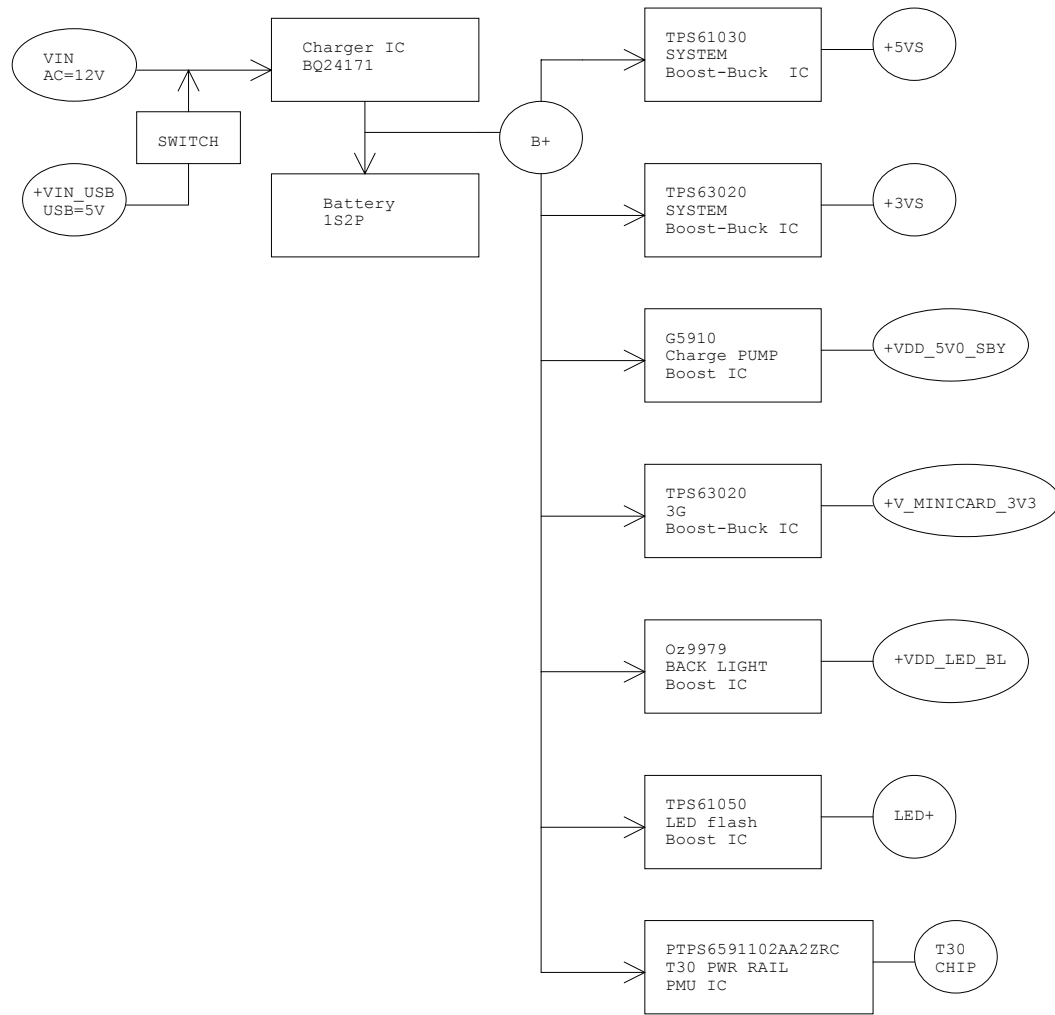 VIN
AC=12V
Charger IC
BQ24171
SWITCH
+VIN_USB
USB=5V
Battery
1S2P
B+
TPS61030
SYSTEM
Boost-Buck  IC
+5VS
TPS63020
SYSTEM
Boost-Buck IC
+3VS
G5910
Charge PUMP
Boost IC
+VDD_5V0_SBY
TPS63020
3G
Boost-Buck IC
+V_MINICARD_3V3
Oz9979
BACK LIGHT
Boost IC
+VDD_LED_BL
TPS61050
LED flash
Boost IC
LED+
PTPS6591102AA2ZRC
T30 PWR RAIL
PMU IC
T30
CHIP